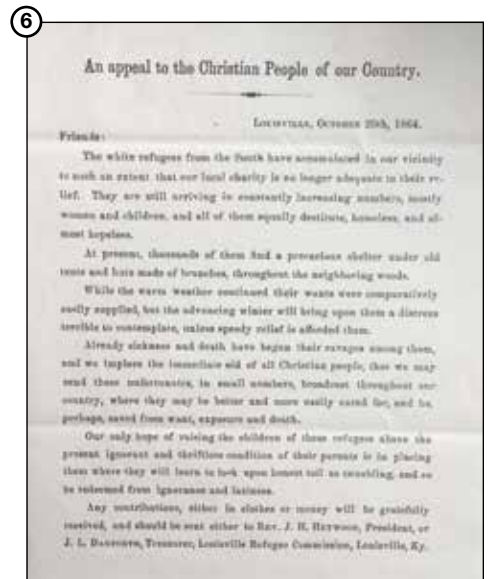 6
An appeal to the Christian People of our Country.
Louisville, October 20th, 1864.
Friends:
The white refugees from the South have accumulated in our vicinity
to such an extent that our local charity is no longer adequate to their re-
lief. They are still arriving in constantly increasing numbers, mostly
women and children, and all of them equally destitute, homeless, and al-
most hopeless.
At present, thousands of them find a precarious shelter under old
tents and huts made of branches, throughout the neighboring woods.
While the warm weather continued their wants were comparatively
easily supplied, but the advancing winter will bring upon them a distress
terrible to contemplate, unless speedy relief is afforded them.
Already sickness and death have begun their ravages among them,
and we implore the immediate aid of all Christian people, that we may
send these unfortunates, in small numbers, broadcast throughout our
country, where they may be better and more easily cared for, and be,
perhaps, saved from want, exposure and death.
Our only hope of raising the children of these refugees above the
present ignorant and thriftless condition of their parents is in placing
them where they will learn to look upon honest toil as ennobling, and so
be redeemed from ignorance and laziness.
Any contributions, either in clothes or money will be gratefully
received, and should be sent either to Rev. J. H. Heywood, President, or
J. L. Danforth, Treasurer, Louisville Refugee Commission, Louisville, Ky.